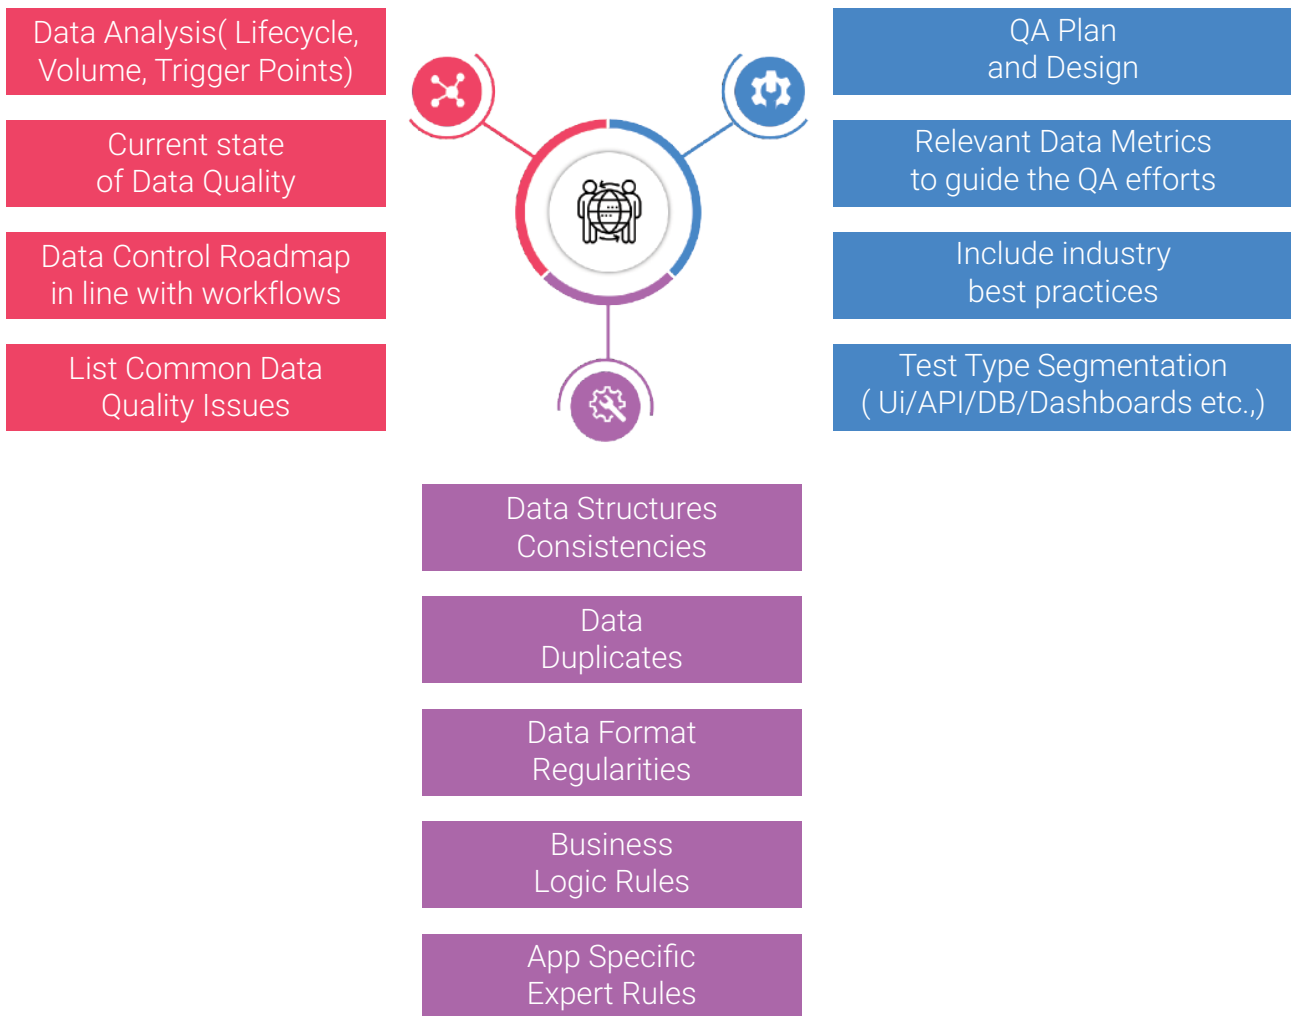 Data Analysis( Lifecycle,
Volume, Trigger Points)
Current state
of Data Quality
Data Control Roadmap
in line with workflows
List Common Data
Quality Issues
QA Plan
and Design
Relevant Data Metrics
to guide the QA efforts
Include industry
best practices
Test Type Segmentation
( Ui/API/DB/Dashboards etc.,)
Data Structures
Consistencies
Data
Duplicates
Data Format
Regularities
Business
Logic Rules
App Specific
Expert Rules